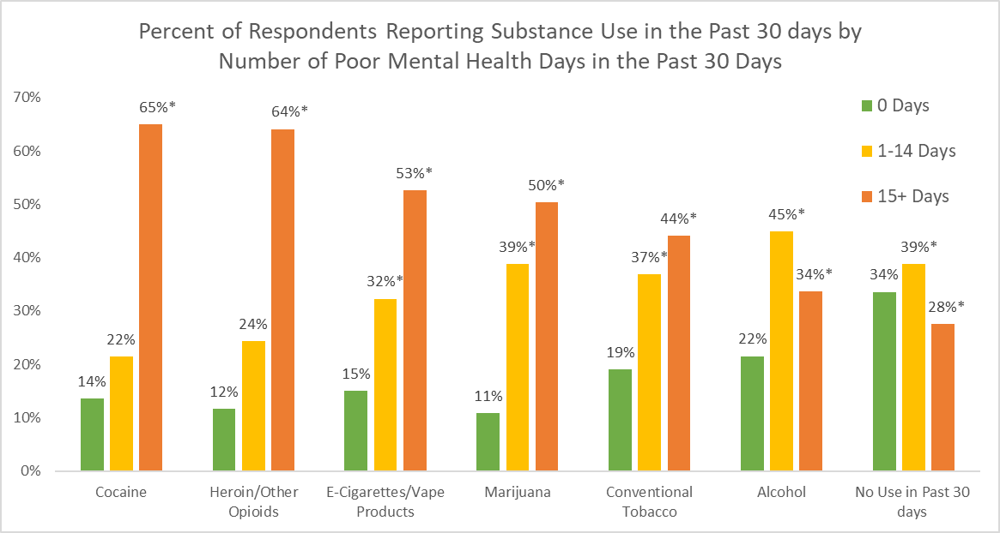 Percent of Respondents Reporting Substance Use in the Past 30 days by
Number of Poor Mental Health Days in the Past 30 Days
70%
60%
50%
40%
30%
20%
10%
0%
14%
22%
65%*
12%
24%
64%*
15%
32%*
53%*
11%
39%*
50%*
19%
37%*
44%*
22%
45%*
34%*
34%
39%*
28%*
0 Days
1-14 Days
15+ Days
Cocaine
Heroin/Other
Opioids
E-Cigarettes/Vape
Products
Marijuana
Conventional
Tobacco
Alcohol
No Use in Past 30
days